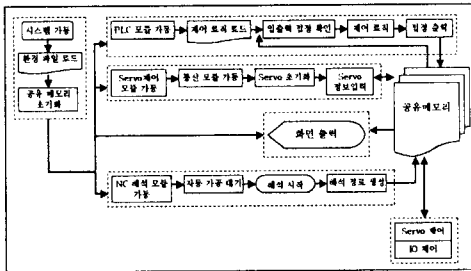 시스템 가동
환경 파일 로드
공유 메모리
초기화
PLC 모듈 가동
제어 로직 로드
입출력 접점 확인
제어 로직
접점 출력
Servo제어
모듈 가동
통신 모듈 가동
Servo 초기화
Servo
정보입력
공유메모리
화면 출력
NC 해석 모듈
가동
자동 가공 대기
해석 시작
해석 경로 생성
Servo 제어
IO 제어